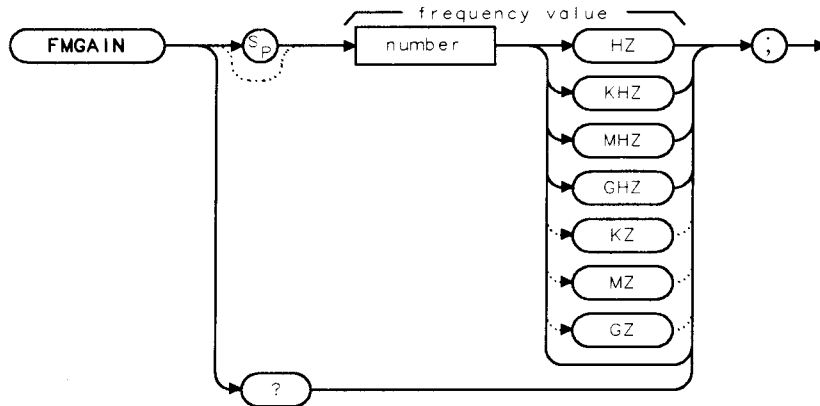 frequency value
FMGAIN
SP
number
HZ
;
KHZ
MHZ
GHZ
KZ
MZ
GZ
?